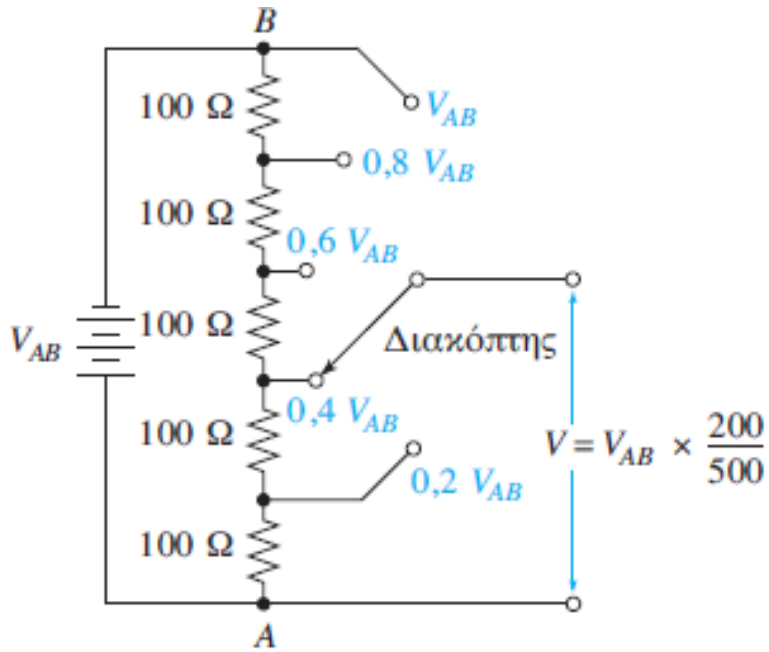 B
100 Ω
V_AB
0,8 V_AB
100 Ω
0,6 V_AB
100 Ω
V_AB
Διακόπτης
0,4 V_AB
100 Ω
V = V_AB × 200/500
0,2 V_AB
100 Ω
A